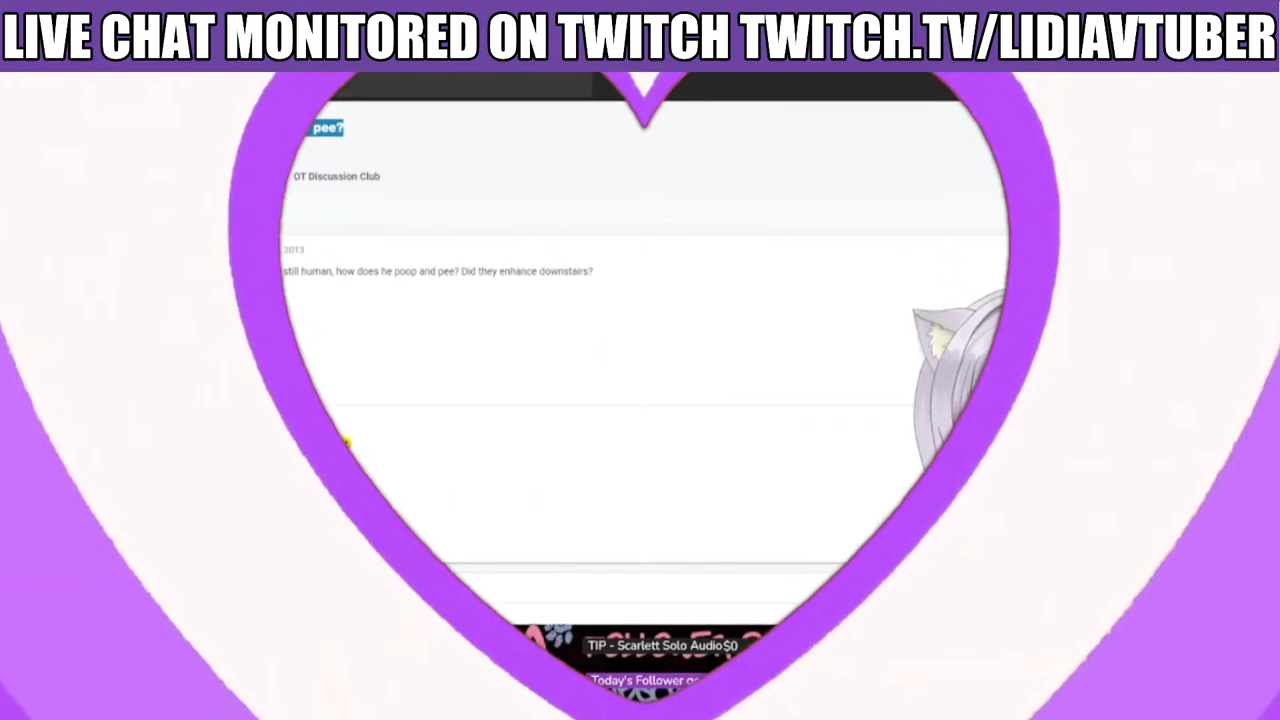 LIVE CHAT MONITORED ON TWITCH TWITCH.TV/LIDIAVTUBER
pee?
OT Discussion Club
2013
still human, how does he poop and pee? Did they enhance downstairs?
TIP - Scarlett Solo Audio$0
Today's Follower